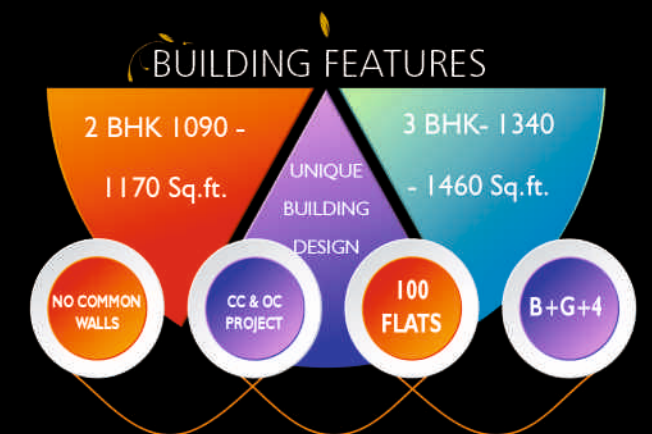 BUILDING FEATURES
2 BHK 1090 -
1170 Sq.ft.
UNIQUE
BUILDING
DESIGN
3 BHK- 1340
- 1460 Sq.ft.
NO COMMON
WALLS
CC & OC
PROJECT
100
FLATS
B+G+4